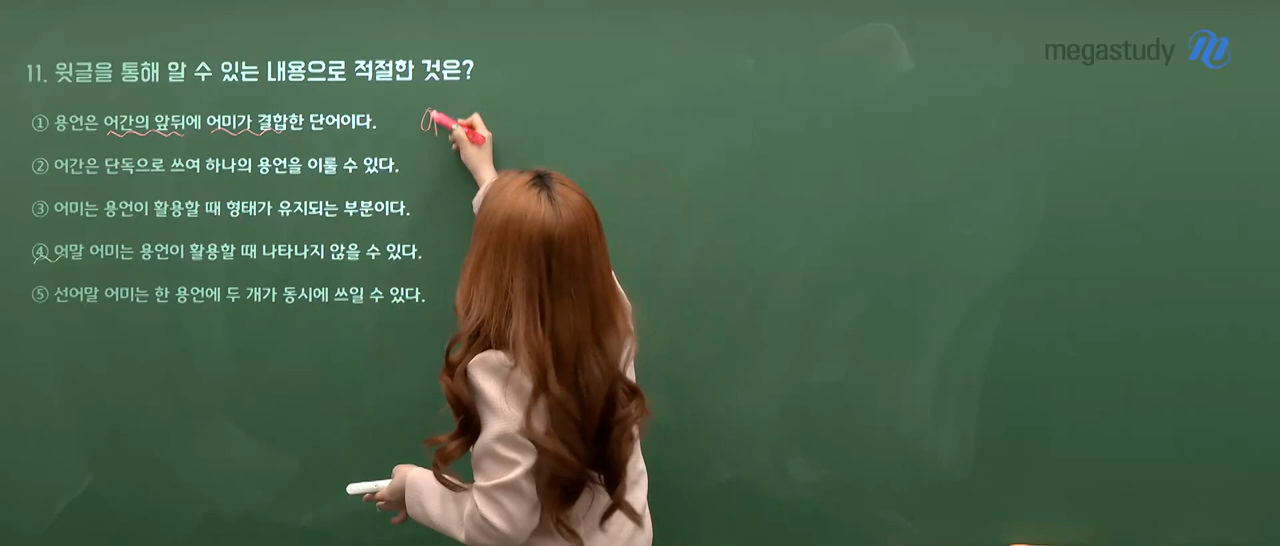 megastudy
11. 윗글을 통해 알 수 있는 내용으로 적절한 것은?
① 용언은 어간의 앞뒤에 어미가 결합한 단어이다.
② 어간은 단독으로 쓰여 하나의 용언을 이룰 수 있다.
③ 어미는 용언이 활용할 때 형태가 유지되는 부분이다.
④ 어말 어미는 용언이 활용할 때 나타나지 않을 수 있다.
⑤ 선어말 어미는 한 용언에 두 개가 동시에 쓰일 수 있다.